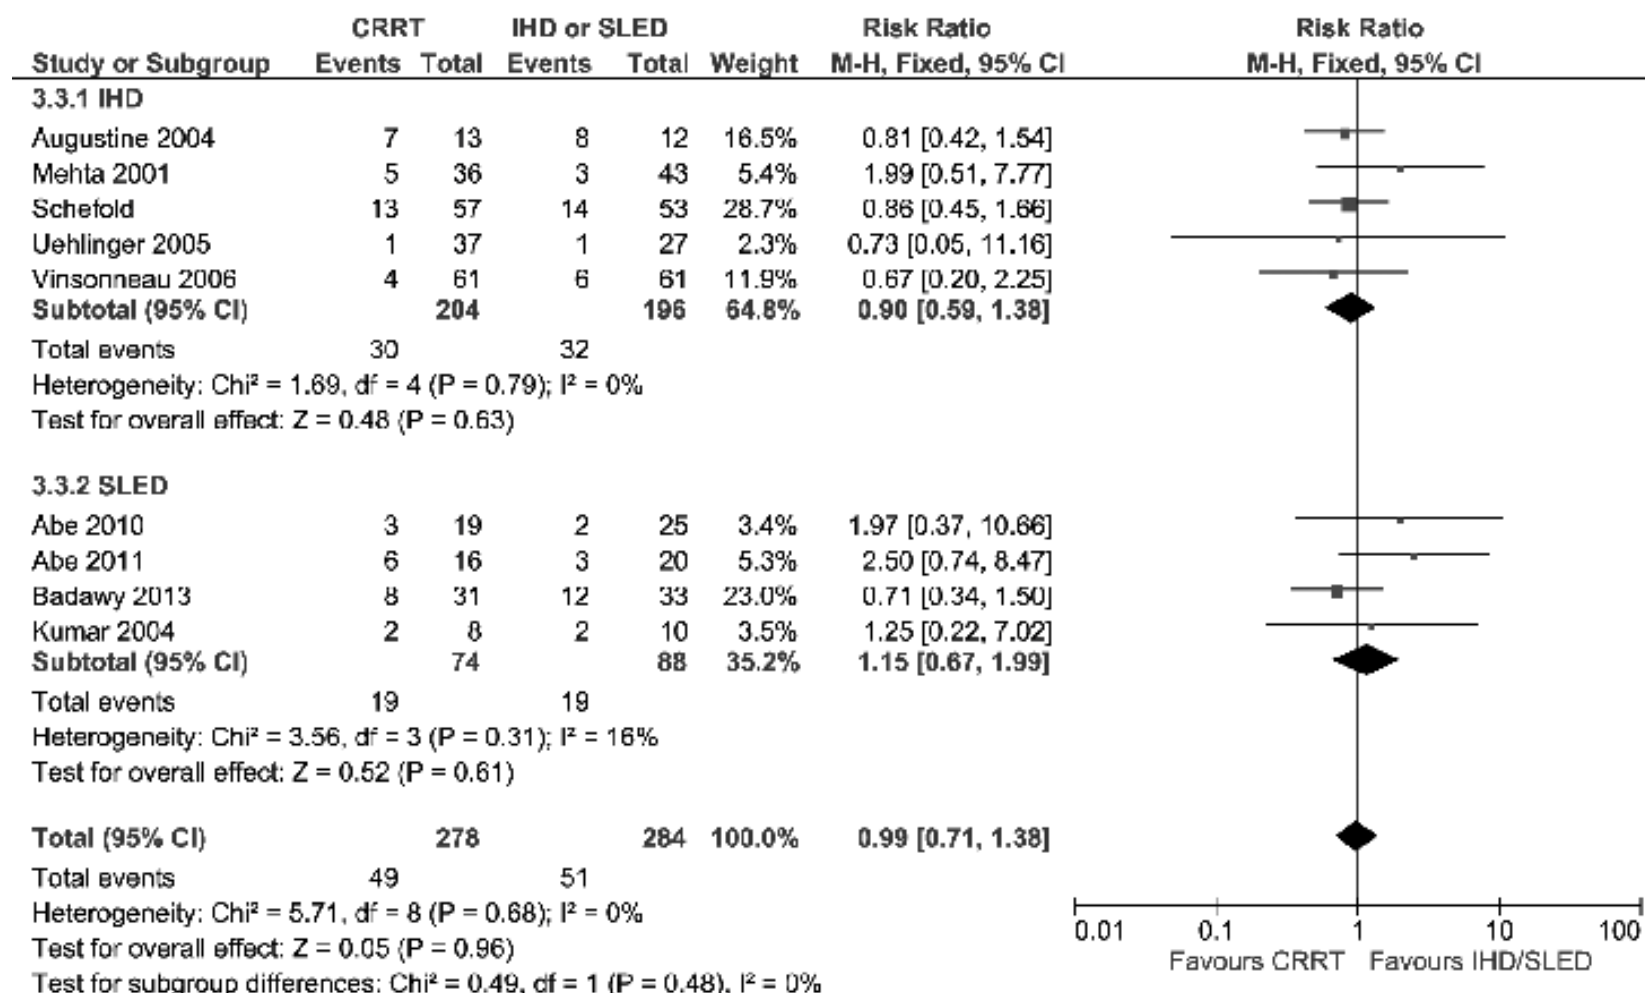 CRRT IHD or SLED Risk Ratio Risk Ratio
Study or Subgroup Events Total Events Total Weight M-H, Fixed, 95% CI M-H, Fixed, 95% CI
3.3.1 IHD
Augustine 2004 7 13 8 12 16.5% 0.81 [0.42, 1.54]
Mehta 2001 5 36 3 43 5.4% 1.99 [0.51, 7.77]
Schefold 13 57 14 53 28.7% 0.86 [0.45, 1.66]
Uehlinger 2005 1 37 1 27 2.3% 0.73 [0.05, 11.16]
Vinsonneau 2006 4 61 6 61 11.9% 0.67 [0.20, 2.25]
Subtotal (95% CI) 204 196 64.8% 0.90 [0.59, 1.38]
Total events 30 32
Heterogeneity: Chi² = 1.69, df = 4 (P = 0.79); I² = 0%
Test for overall effect: Z = 0.48 (P = 0.63)
3.3.2 SLED
Abe 2010 3 19 2 25 3.4% 1.97 [0.37, 10.66]
Abe 2011 6 16 3 20 5.3% 2.50 [0.74, 8.47]
Badawy 2013 8 31 12 33 23.0% 0.71 [0.34, 1.50]
Kumar 2004 2 8 2 10 3.5% 1.25 [0.22, 7.02]
Subtotal (95% CI) 74 88 35.2% 1.15 [0.67, 1.99]
Total events 19 19
Heterogeneity: Chi² = 3.56, df = 3 (P = 0.31); I² = 16%
Test for overall effect: Z = 0.52 (P = 0.61)
Total (95% CI) 278 284 100.0% 0.99 [0.71, 1.38]
Total events 49 51
Heterogeneity: Chi² = 5.71, df = 8 (P = 0.68); I² = 0%
Test for overall effect: Z = 0.05 (P = 0.96)
Test for subgroup differences: Chi² = 0.49, df = 1 (P = 0.48), I² = 0%
0.01 0.1 1 10 100
Favours CRRT Favours IHD/SLED